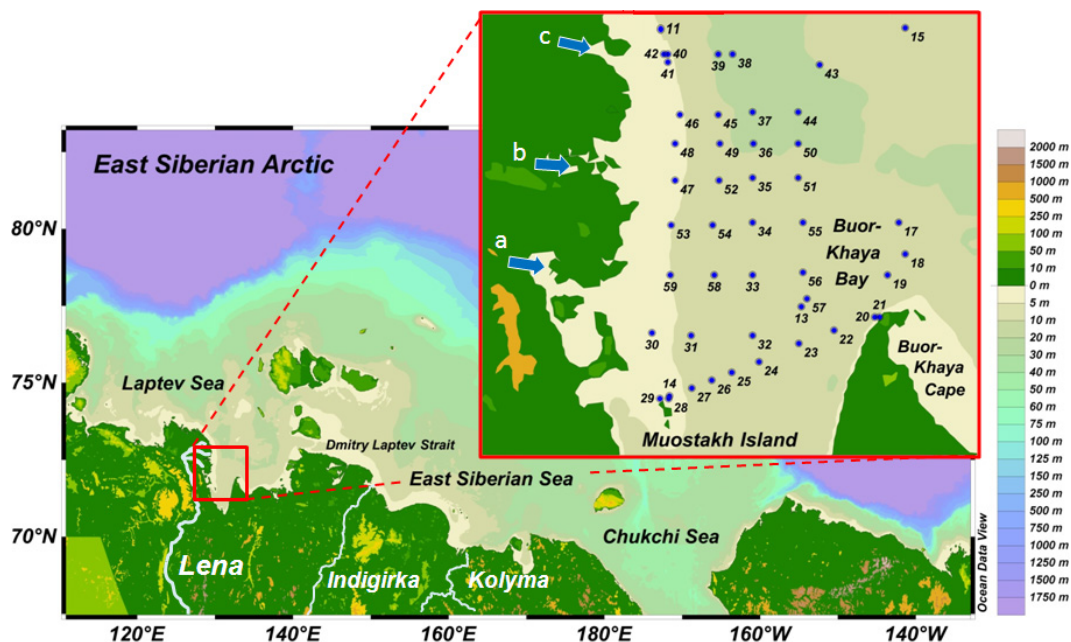 c
11
15
42
40
41
39
38
43
46
45
37
44
48
49
36
50
b
47
52
35
51
53
54
34
55
Buor-
Khaya
Bay
17
18
a
59
58
33
56
19
57
13
20
21
22
30
31
32
23
24
14
29
28
27
26
25
Buor-
Khaya
Cape
Muostakh Island
East Siberian Arctic
Laptev Sea
Dmitry Laptev Strait
East Siberian Sea
Chukchi Sea
Lena
Indigirka
Kolyma
80°N
75°N
70°N
120°E
140°E
160°E
180°E
160°W
140°W
2000 m
1500 m
1000 m
500 m
250 m
100 m
50 m
10 m
0 m
5 m
10 m
20 m
30 m
40 m
50 m
60 m
75 m
100 m
125 m
150 m
250 m
500 m
750 m
1000 m
1250 m
1500 m
1750 m
Ocean Data View